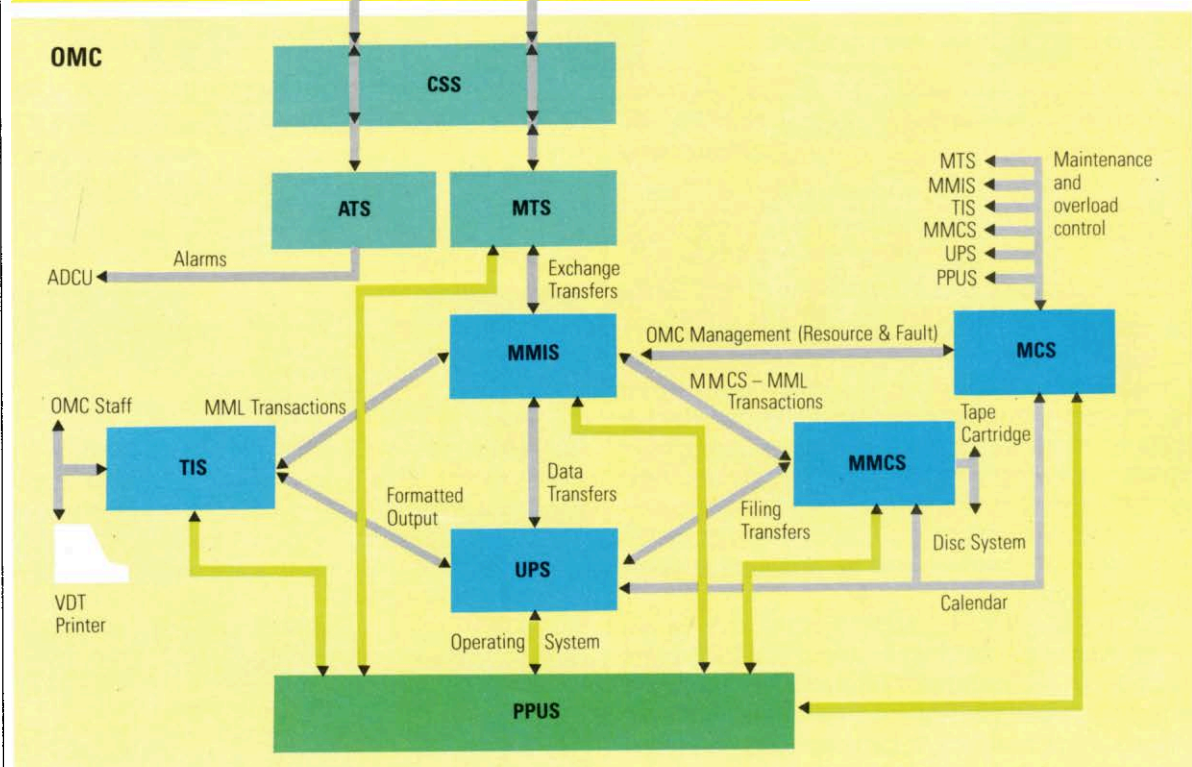 OMC
CSS
ATS
MTS
MTS
MMIS
TIS
MMCS
UPS
PPUS
Maintenance
and
overload
control
ADCU
Alarms
Exchange
Transfers
MMIS
OMC Management (Resource & Fault)
MCS
MMCS – MML
Transactions
OMC Staff
MML Transactions
Tape
Cartridge
TIS
MMCS
Data
Transfers
Formatted
Output
Filing
Transfers
Disc System
UPS
VDT
Printer
Calendar
Operating System
PPUS